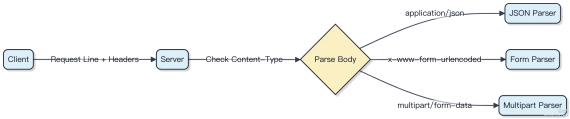 application/json
JSON Parser
Client
Request Line + Headers
Server
Check Content-Type
Parse Body
x-www-form-urlencoded
Form Parser
multipart/form-data
Multipart Parser